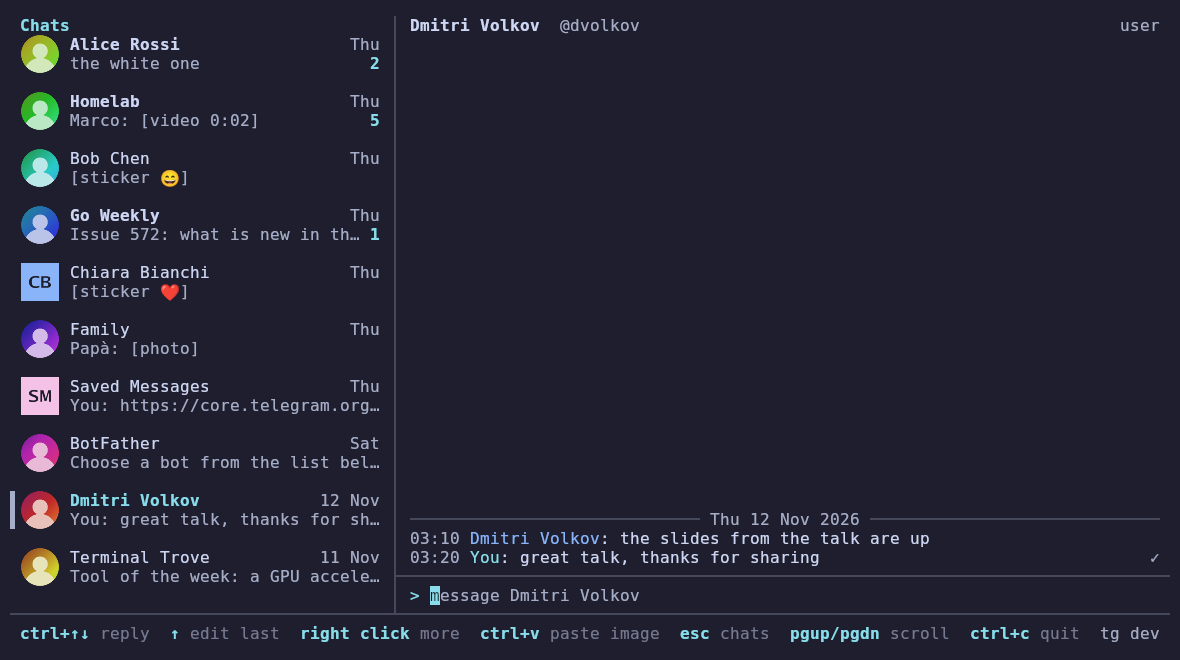 Chats
Alice Rossi Thu
the white one 2
Homelab Thu
Marco: [video 0:02] 5
Bob Chen Thu
[sticker 😄]
Go Weekly Thu
Issue 572: what is new in th… 1
CB
Chiara Bianchi Thu
[sticker ❤️]
Family Thu
Papà: [photo]
SM
Saved Messages Thu
You: https://core.telegram.org…
BotFather Sat
Choose a bot from the list bel…
Dmitri Volkov 12 Nov
You: great talk, thanks for sh…
Terminal Trove 11 Nov
Tool of the week: a GPU accele…
Dmitri Volkov @dvolkov user
Thu 12 Nov 2026
03:10 Dmitri Volkov: the slides from the talk are up
03:20 You: great talk, thanks for sharing ✓
> message Dmitri Volkov
ctrl+↑↓ reply ↑ edit last right click more ctrl+v paste image esc chats pgup/pgdn scroll ctrl+c quit tg dev